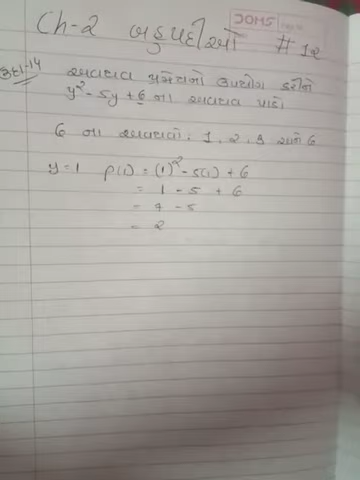 JOMS
Ch-2 બહુપદીઓ #12
ઉદા-14 અવયવ પ્રમેયનો ઉપયોગ કરીને
y² - 5y + 6 ના અવયવ પાડો
6 ના અવયવો : 1, 2, 3 અને 6
y = 1 P(1) = (1)² - 5(1) + 6
= 1 - 5 + 6
= 7 - 5
= 2